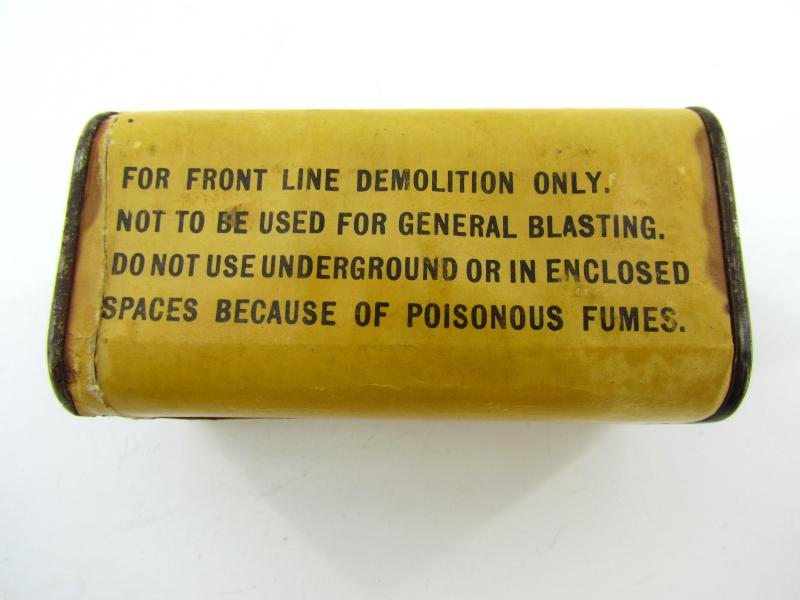 FOR FRONT LINE DEMOLITION ONLY.
NOT TO BE USED FOR GENERAL BLASTING.
DO NOT USE UNDERGROUND OR IN ENCLOSED
SPACES BECAUSE OF POISONOUS FUMES.